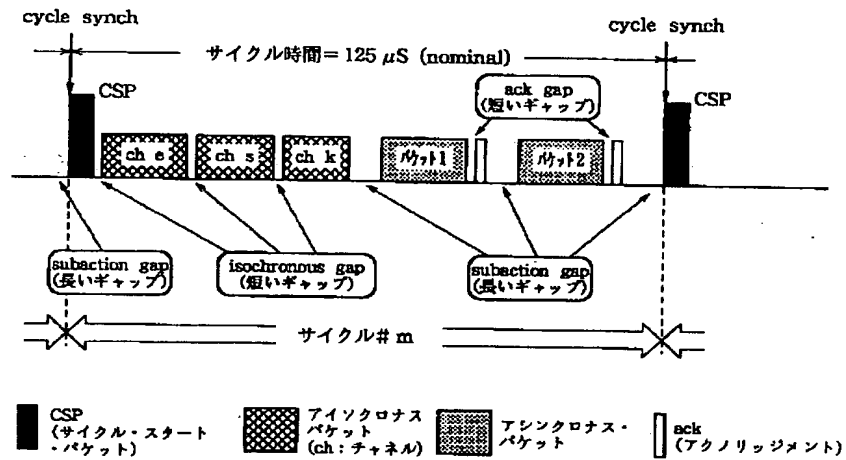 cycle synch
cycle synch
サイクル時間＝125 μS (nominal)
CSP
CSP
ack gap
(短いギャップ)
ch e
ch s
ch k
パケット1
パケット2
subaction gap
(長いギャップ)
isochronous gap
(短いギャップ)
subaction gap
(長いギャップ)
サイクル# m
CSP
(サイクル・スタート
・パケット)
アイソクロナス
パケット
(ch：チャネル)
アシンクロナス・
パケット
ack
(アクノリッジメント)